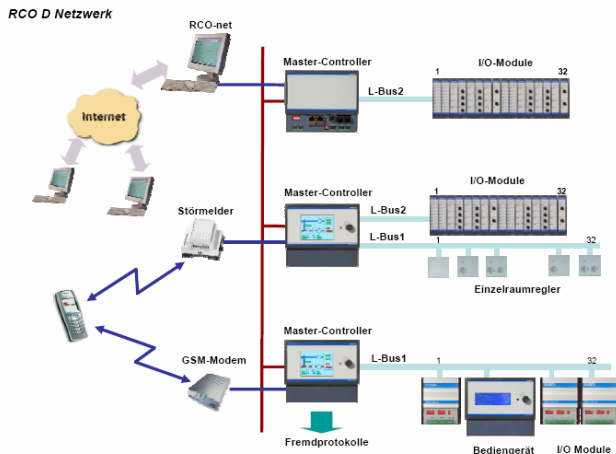 RCO D Netzwerk
RCO-net
Master-Controller
I/O-Module
1 32
L-Bus2
Internet
Master-Controller
I/O-Module
1 32
Störmelder
L-Bus2
L-Bus1
1 32
Einzelraumregler
Master-Controller
GSM-Modem
L-Bus1
1 32
Fremdprotokolle
Bediengerät
I/O Module